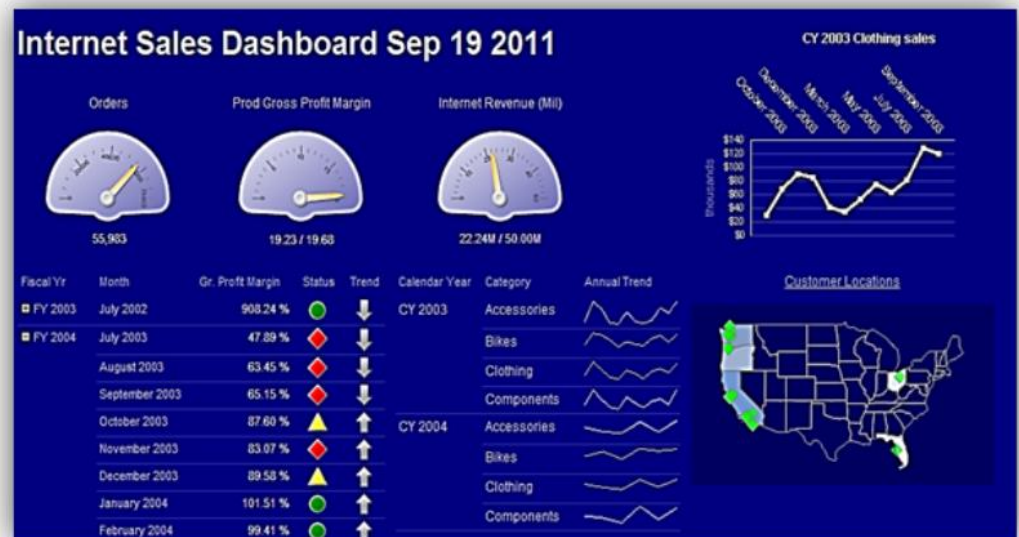 Internet Sales Dashboard Sep 19 2011
CY 2003 Clothing sales
Orders
Prod Gross Profit Margin
Internet Revenue (Mil)
October 2003
December 2003
March 2003
May 2003
July 2003
September 2003
$140
$120
$100
$80
$60
$40
$20
$0
thousands
55,983
19.23 / 19.68
22.24M / 50.00M
Fiscal Yr Month Gr. Profit Margin Status Trend
FY 2003 July 2002 908.24 %
FY 2004 July 2003 47.89 %
August 2003 63.45 %
September 2003 65.15 %
October 2003 87.60 %
November 2003 83.07 %
December 2003 89.58 %
January 2004 101.51 %
February 2004 99.41 %
Calendar Year Category Annual Trend
CY 2003 Accessories
Bikes
Clothing
Components
CY 2004 Accessories
Bikes
Clothing
Components
Customer Locations